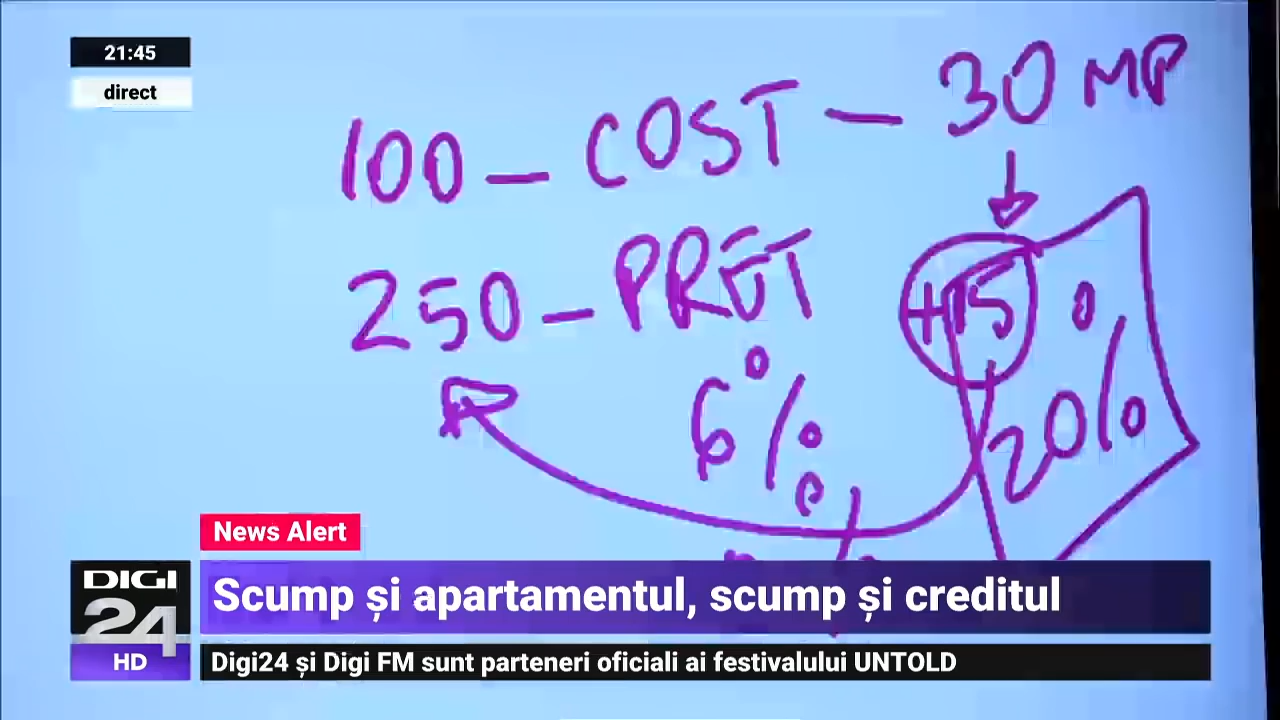 21:45
direct
100 — COST — 30 MP
250 — PRET
+15 %
6%
20%
News Alert
DIGI 24 HD
Scump și apartamentul, scump și creditul
Digi24 și Digi FM sunt parteneri oficiali ai festivalului UNTOLD